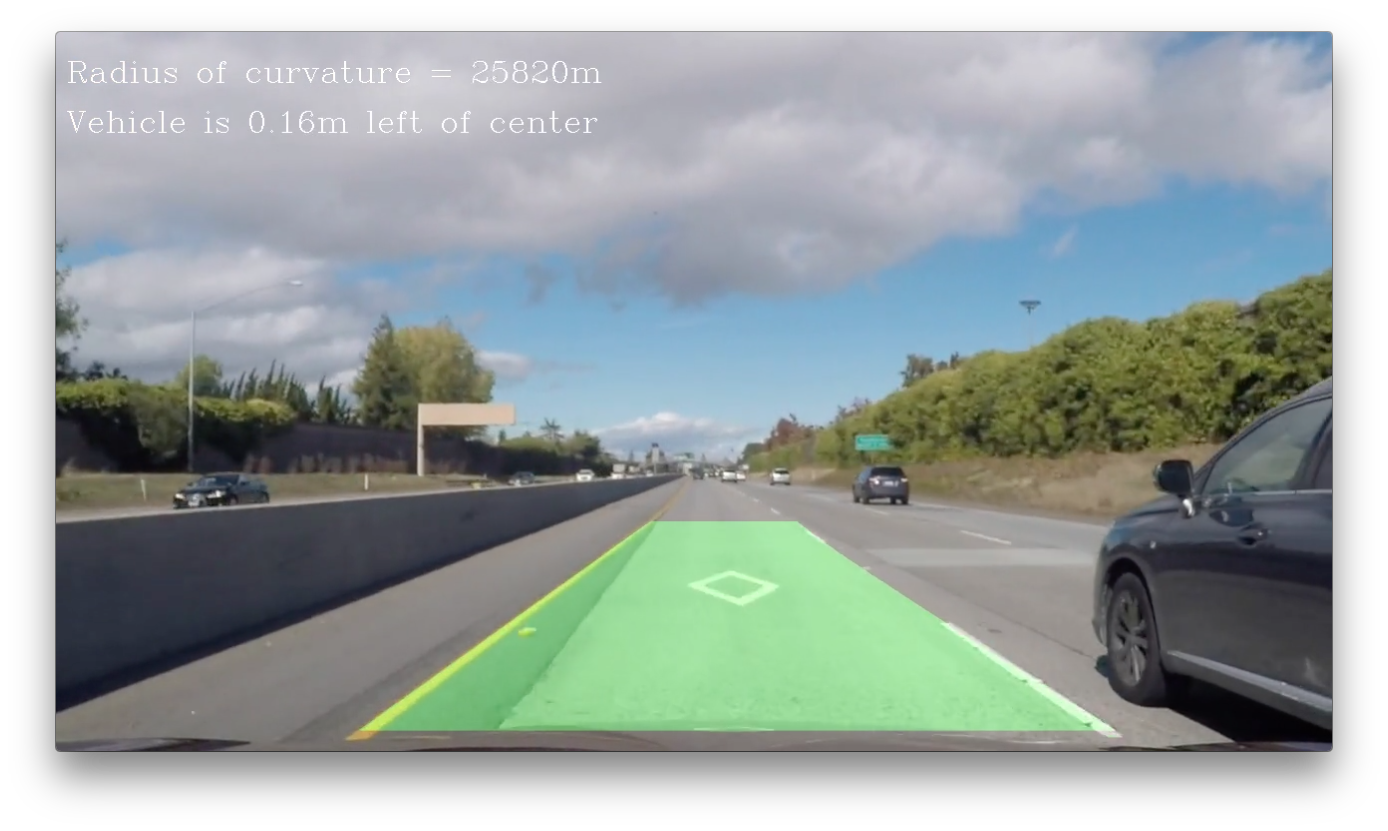 Radius of curvature = 25820m
Vehicle is 0.16m left of center